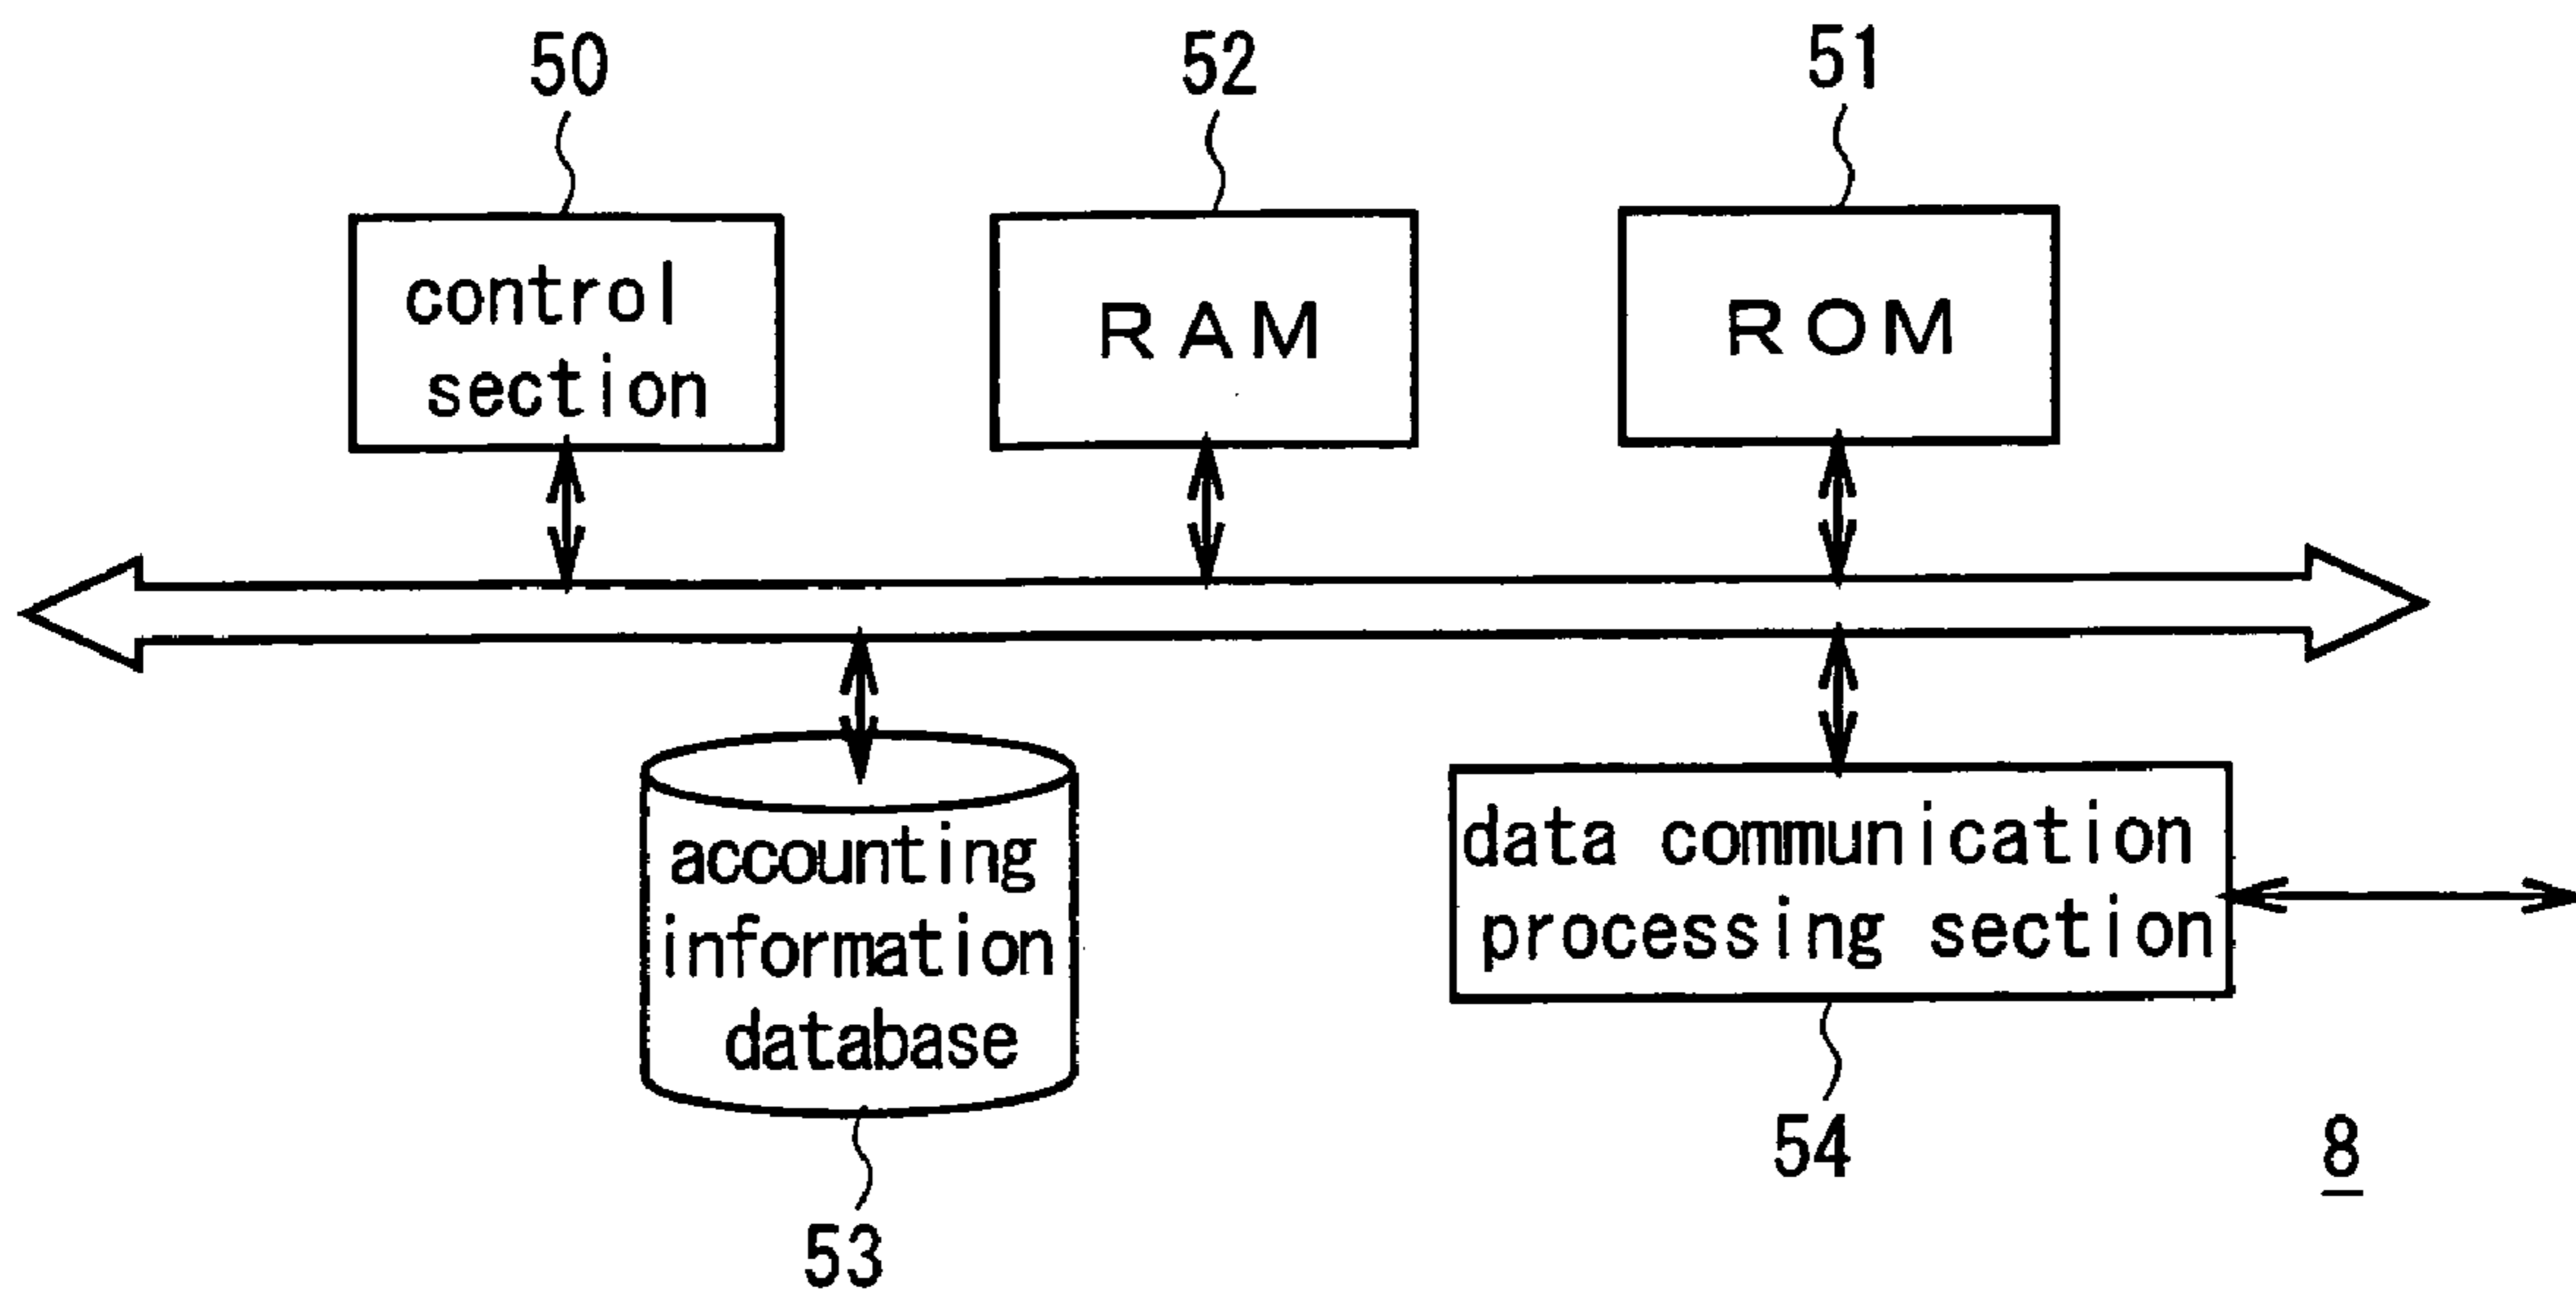 50
52
51
control
section
RAM
ROM
accounting
information
database
data communication
processing section
53
54
8